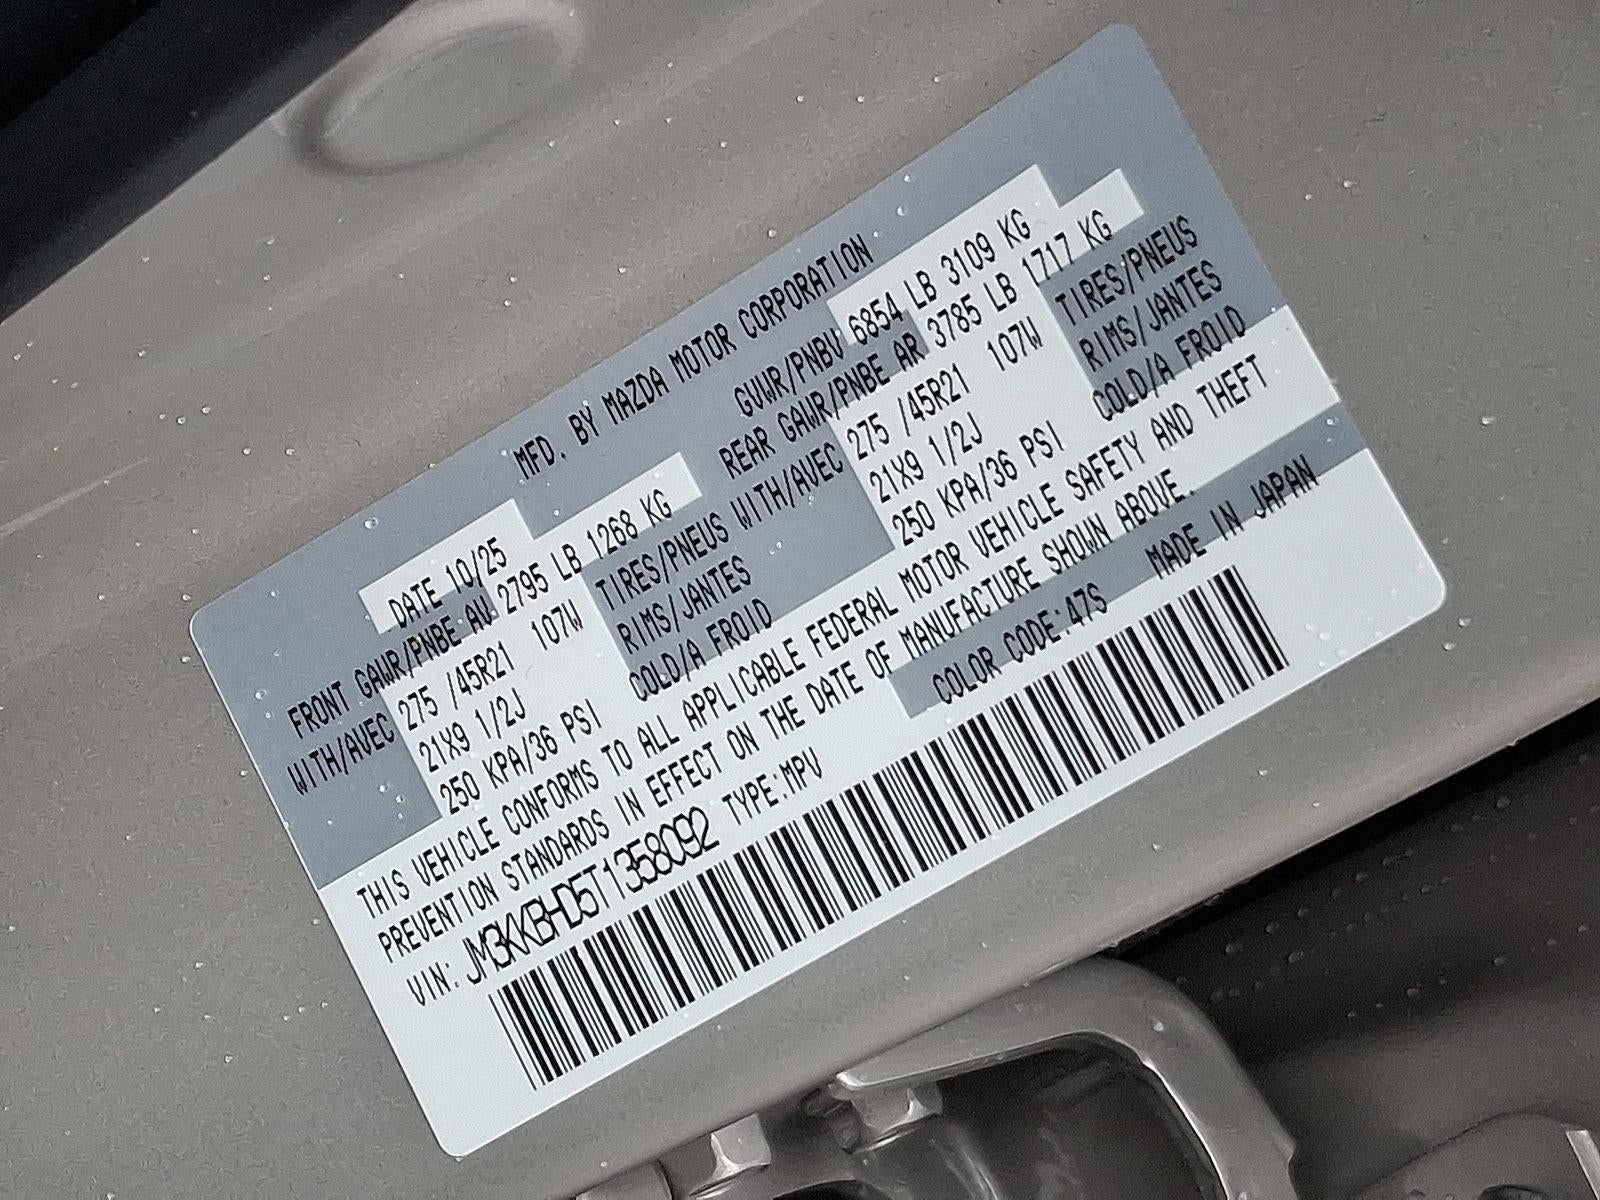 MFD. BY MAZDA MOTOR CORPORATION
DATE 10/25 GVWR/PNBV 6854 LB 3109 KG
FRONT GAWR/PNBE AV 2795 LB 1268 KG REAR GAWR/PNBE AR 3785 LB 1717 KG
WITH/AVEC 275 /45R21 107W TIRES/PNEUS WITH/AVEC 275 /45R21 107W TIRES/PNEUS
21X9 1/2J RIMS/JANTES 21X9 1/2J RIMS/JANTES
250 KPA/36 PSI COLD/A FROID 250 KPA/36 PSI COLD/A FROID
THIS VEHICLE CONFORMS TO ALL APPLICABLE FEDERAL MOTOR VEHICLE SAFETY AND THEFT
PREVENTION STANDARDS IN EFFECT ON THE DATE OF MANUFACTURE SHOWN ABOVE.
VIN: JM3KKBHD5T1358092 TYPE:MPV COLOR CODE:47S MADE IN JAPAN